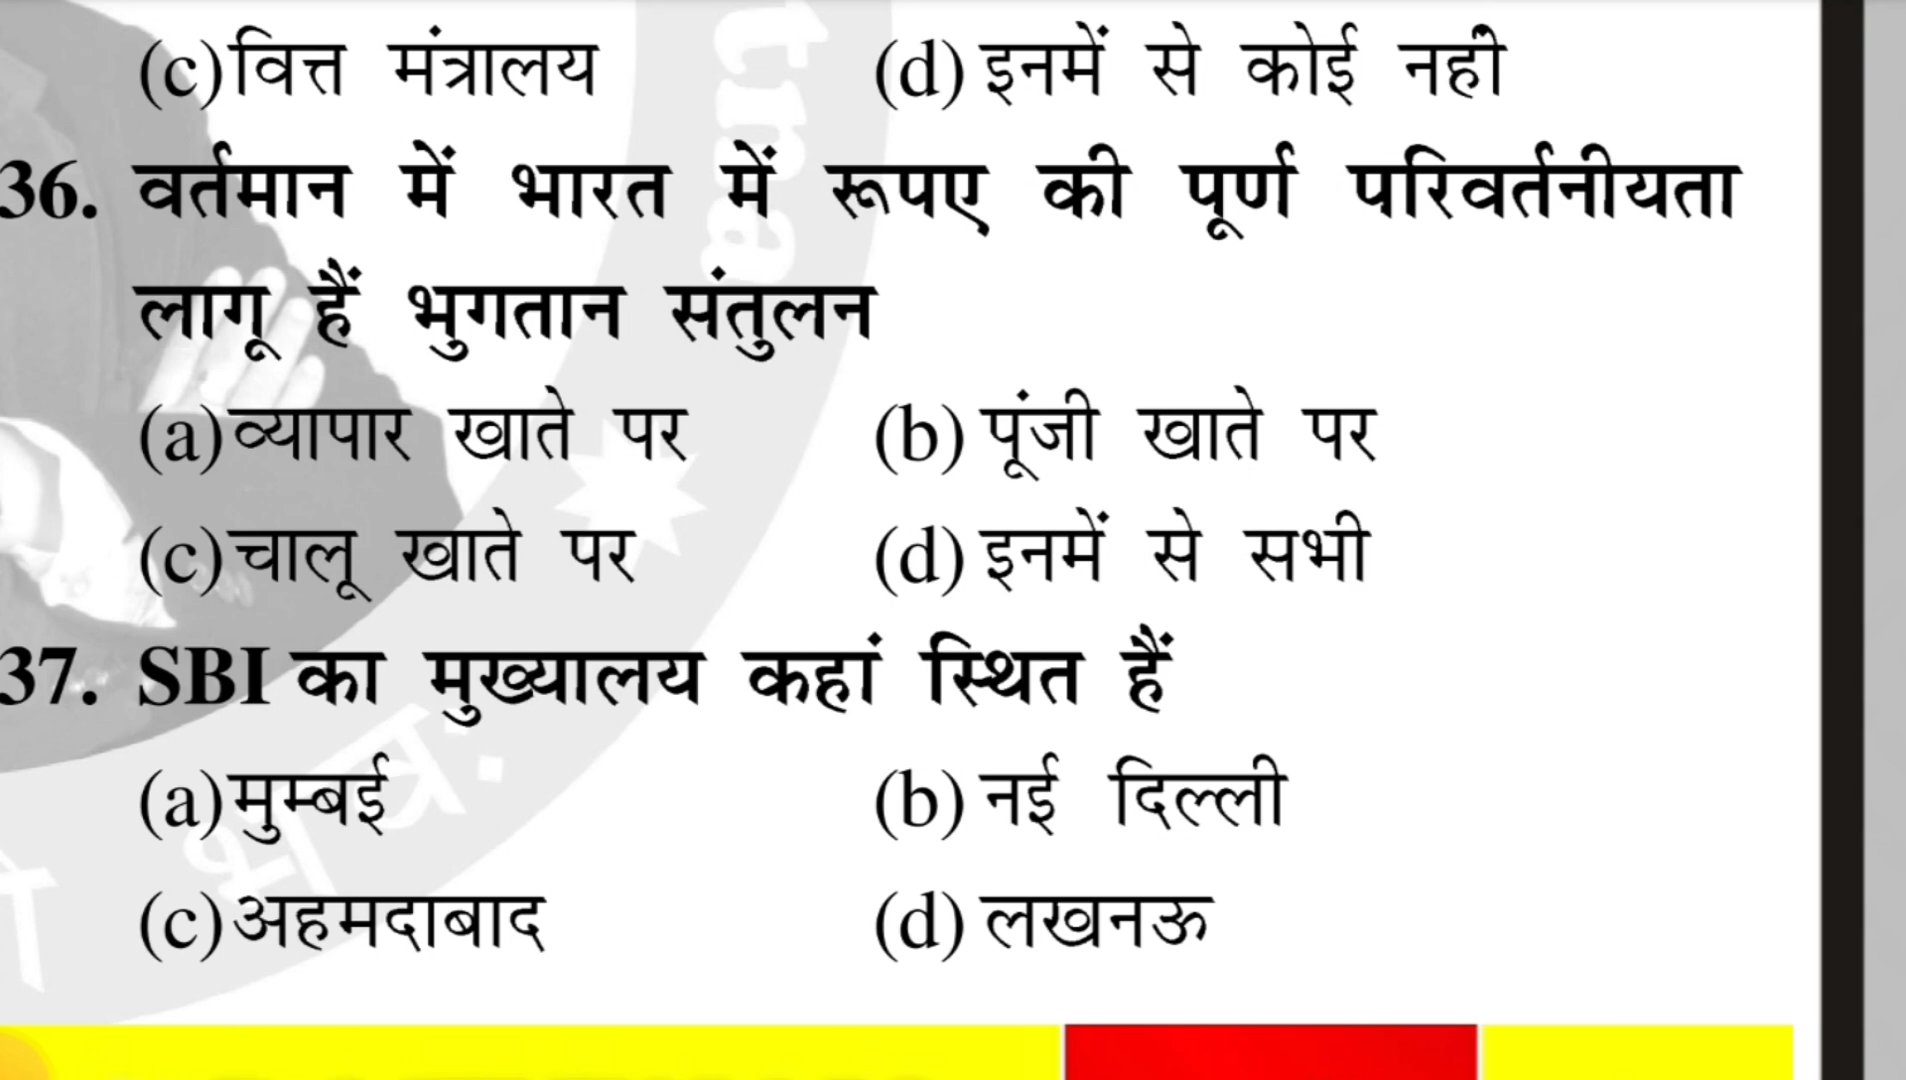 (c) वित्त मंत्रालय (d) इनमें से कोई नही
36. वर्तमान में भारत में रूपए की पूर्ण परिवर्तनीयता
लागू हैं भुगतान संतुलन
(a) व्यापार खाते पर (b) पूंजी खाते पर
(c) चालू खाते पर (d) इनमें से सभी
37. SBI का मुख्यालय कहां स्थित हैं
(a) मुम्बई (b) नई दिल्ली
(c) अहमदाबाद (d) लखनऊ